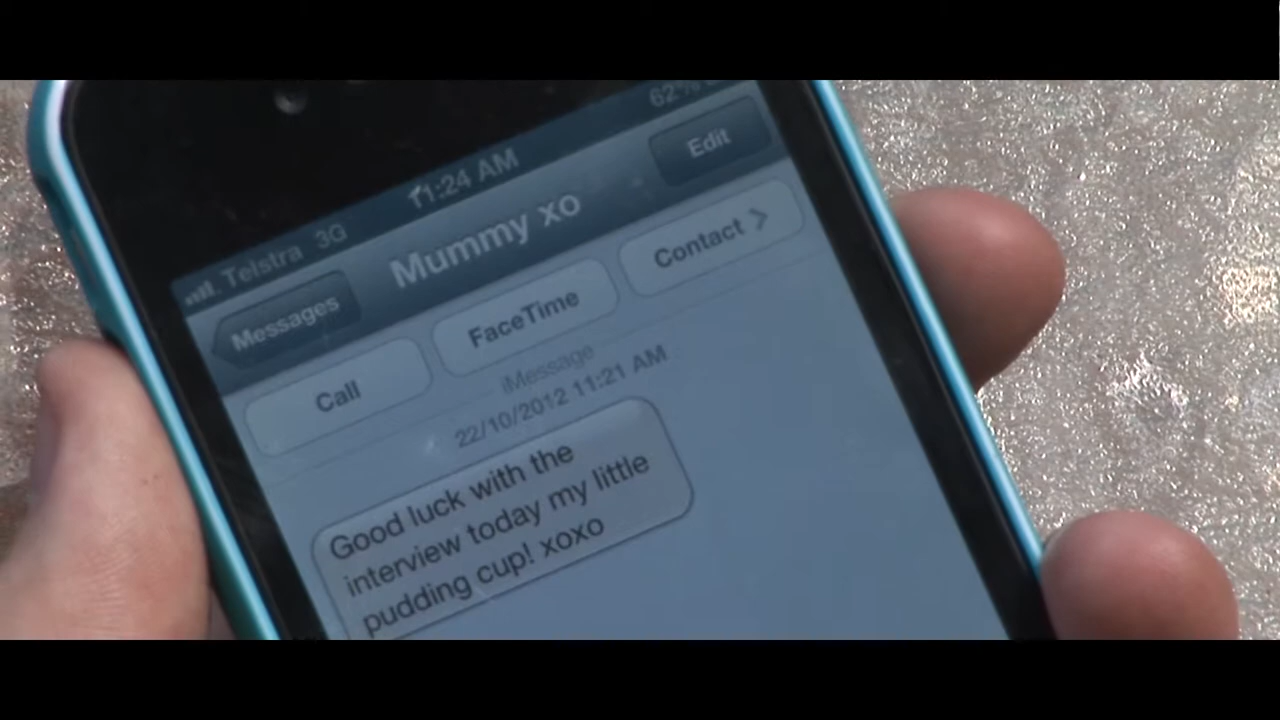 Telstra 3G 11:24 AM 62%
Messages Mummy xo Edit
Call FaceTime Contact
iMessage
22/10/2012 11:21 AM
Good luck with the
interview today my little
pudding cup! xoxo